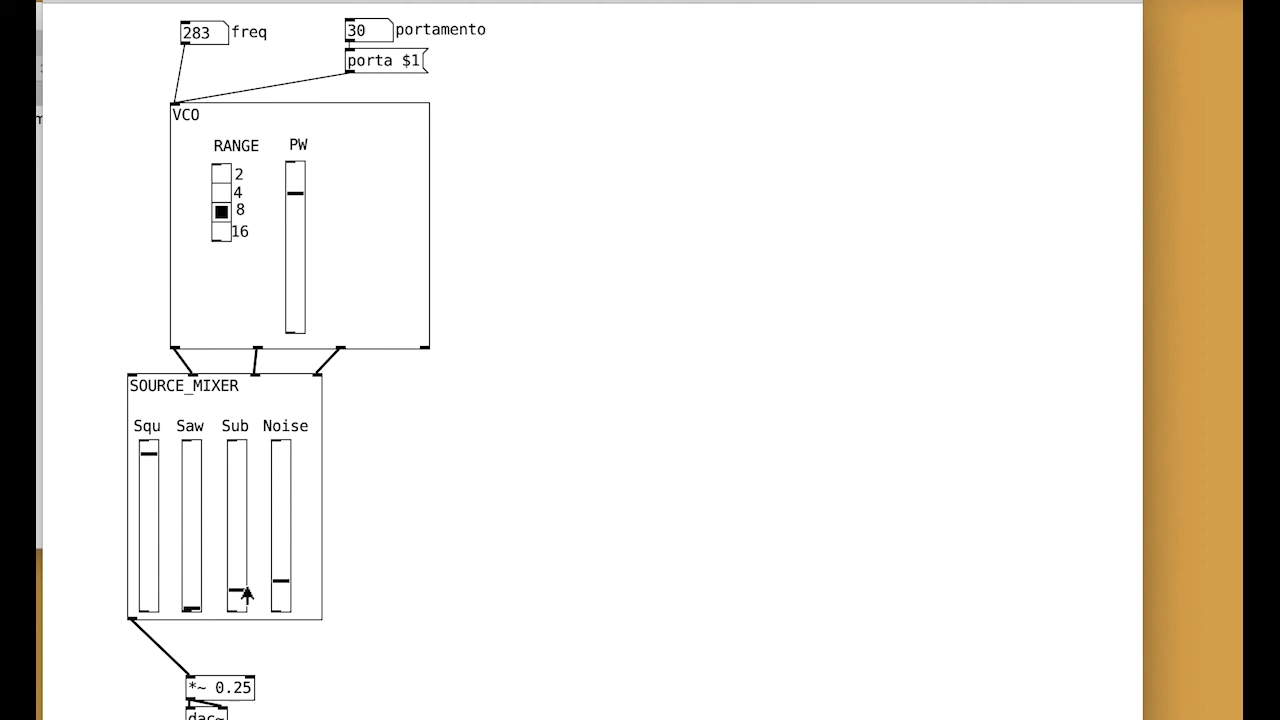 283 freq
30 portamento
porta $1
VCO
RANGE PW
2
4
8
16
SOURCE_MIXER
Squ Saw Sub Noise
*~ 0.25
dac~